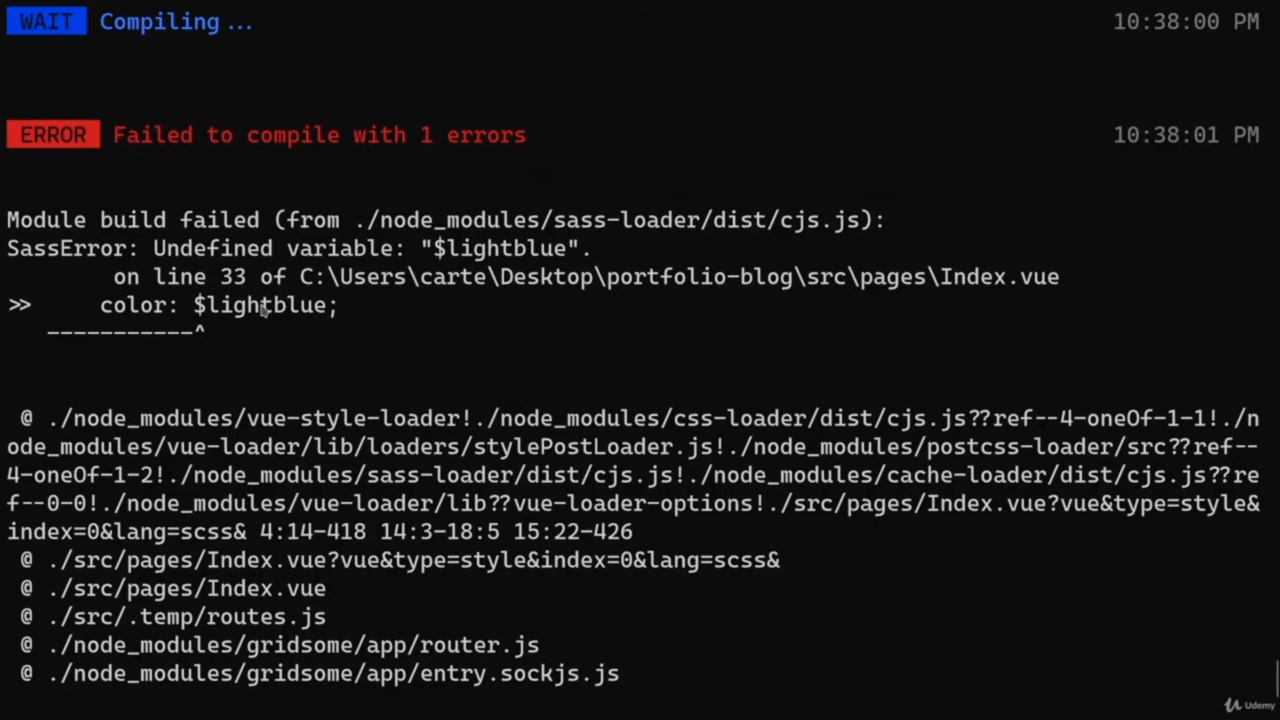 WAIT Compiling... 10:38:00 PM
ERROR Failed to compile with 1 errors 10:38:01 PM
Module build failed (from ./node_modules/sass-loader/dist/cjs.js):
SassError: Undefined variable: "$lightblue".
on line 33 of C:\Users\carte\Desktop\portfolio-blog\src\pages\Index.vue
>> color: $lightblue;
-----------^
@ ./node_modules/vue-style-loader!./node_modules/css-loader/dist/cjs.js??ref--4-oneOf-1-1!./n
ode_modules/vue-loader/lib/loaders/stylePostLoader.js!./node_modules/postcss-loader/src??ref--
4-oneOf-1-2!./node_modules/sass-loader/dist/cjs.js!./node_modules/cache-loader/dist/cjs.js??re
f--0-0!./node_modules/vue-loader/lib??vue-loader-options!./src/pages/Index.vue?vue&type=style&
index=0&lang=scss& 4:14-418 14:3-18:5 15:22-426
@ ./src/pages/Index.vue?vue&type=style&index=0&lang=scss&
@ ./src/pages/Index.vue
@ ./src/.temp/routes.js
@ ./node_modules/gridsome/app/router.js
@ ./node_modules/gridsome/app/entry.sockjs.js
Udemy